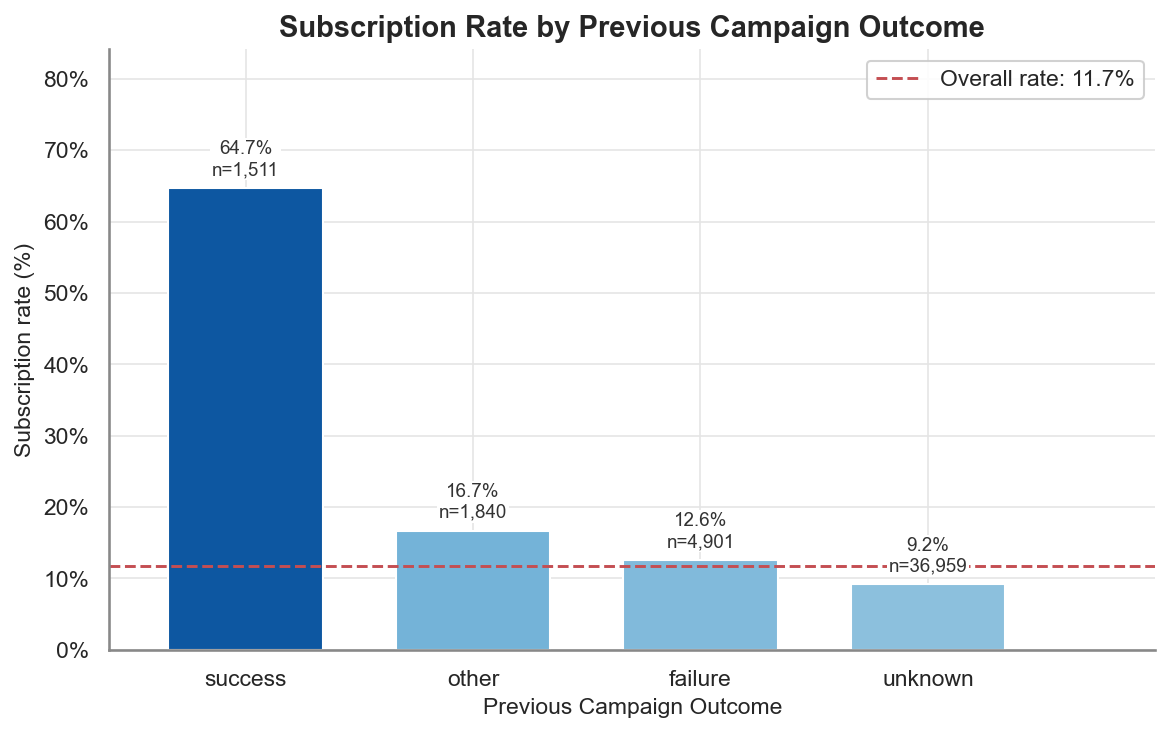 Subscription Rate by Previous Campaign Outcome
Overall rate: 11.7%
80%
70%
60%
50%
40%
30%
20%
10%
0%
Subscription rate (%)
64.7%
n=1,511
16.7%
n=1,840
12.6%
n=4,901
9.2%
n=36,959
success
other
failure
unknown
Previous Campaign Outcome